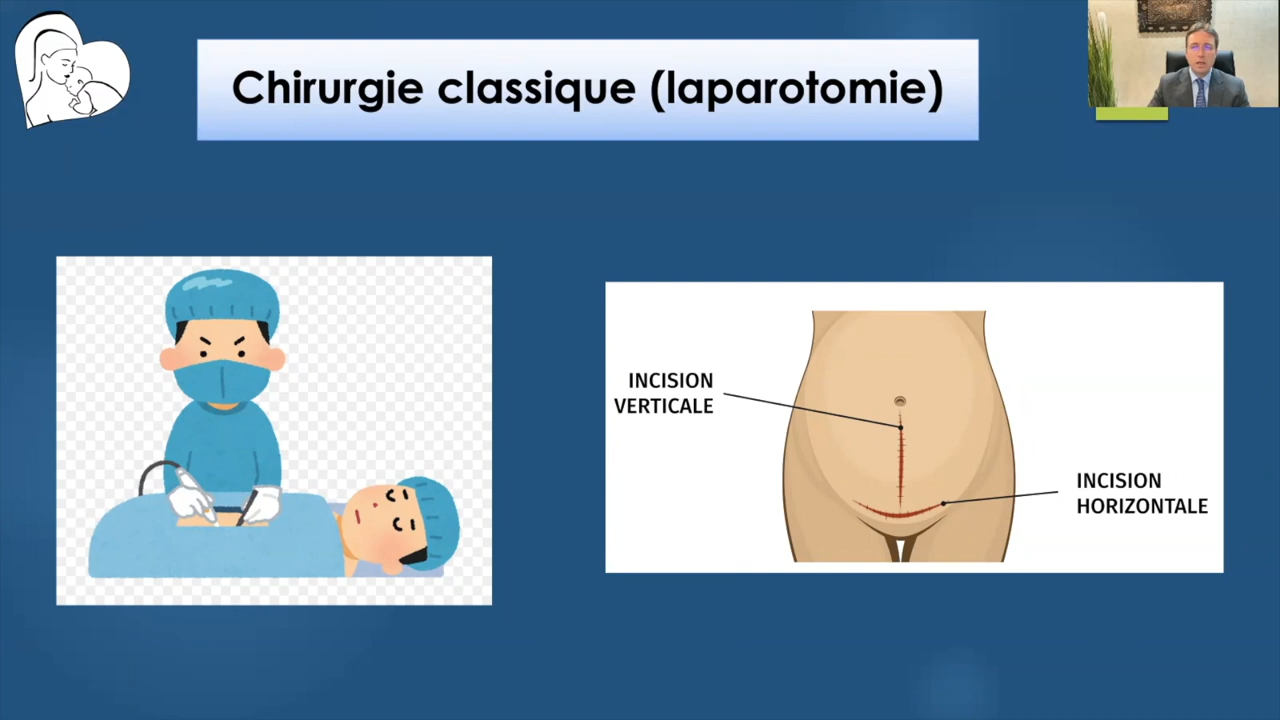 Chirurgie classique (laparotomie)
INCISION
VERTICALE
INCISION
HORIZONTALE